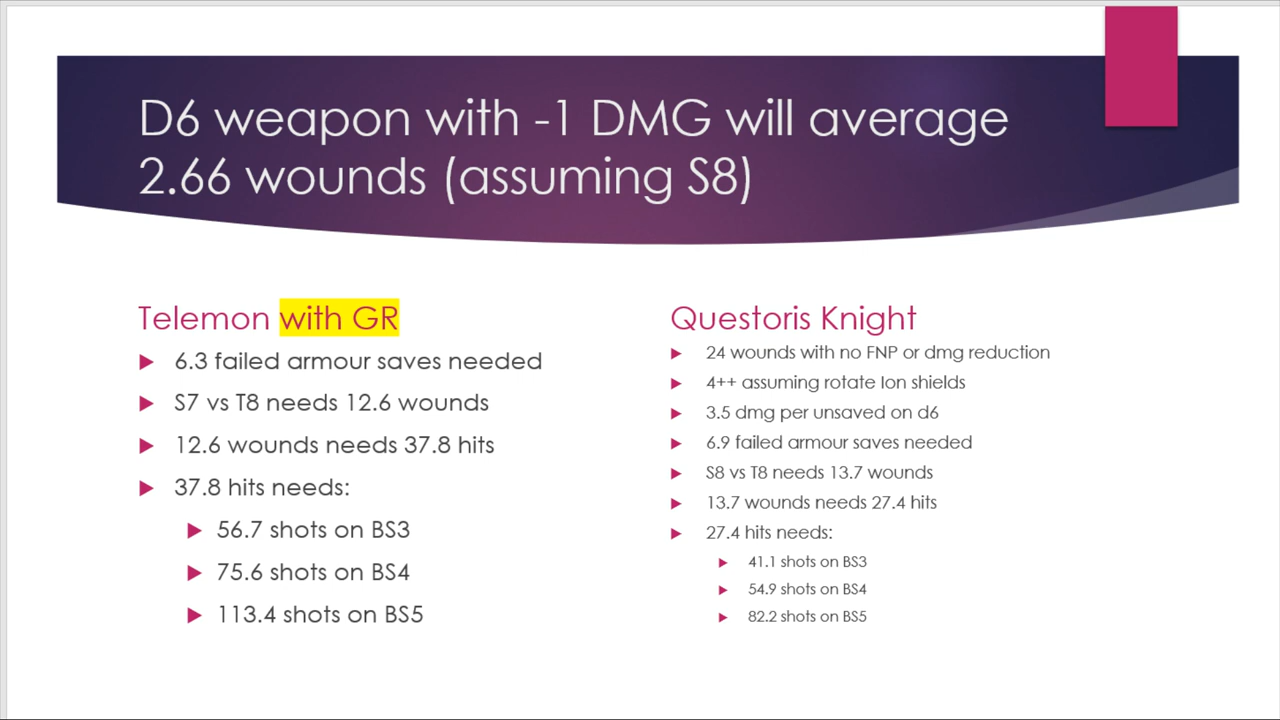 D6 weapon with -1 DMG will average
2.66 wounds (assuming S8)
Telemon with GR
6.3 failed armour saves needed
S7 vs T8 needs 12.6 wounds
12.6 wounds needs 37.8 hits
37.8 hits needs:
56.7 shots on BS3
75.6 shots on BS4
113.4 shots on BS5
Questoris Knight
24 wounds with no FNP or dmg reduction
4++ assuming rotate Ion shields
3.5 dmg per unsaved on d6
6.9 failed armour saves needed
S8 vs T8 needs 13.7 wounds
13.7 wounds needs 27.4 hits
27.4 hits needs:
41.1 shots on BS3
54.9 shots on BS4
82.2 shots on BS5